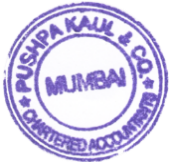 PUSHPA KAUL & CO.
MUMBAI
CHARTERED ACCOUNTANTS